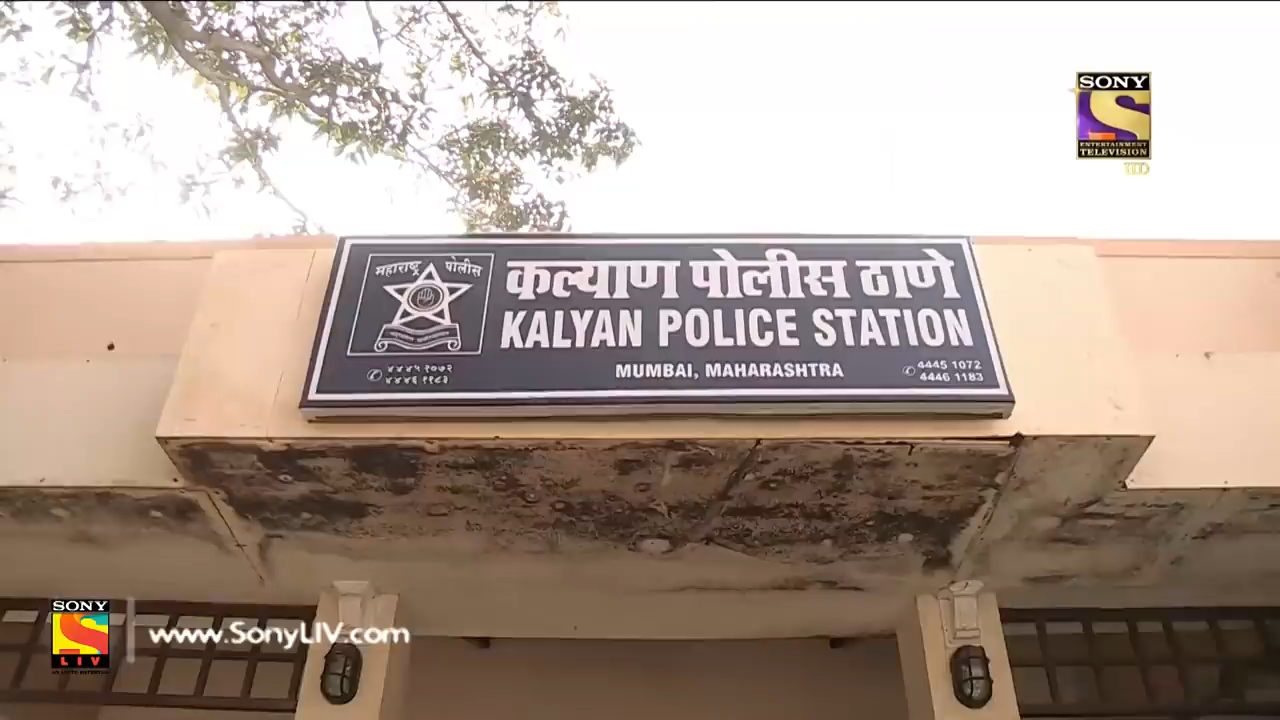 SONY
ENTERTAINMENT
TELEVISION
HD
महाराष्ट्र पोलीस
कल्याण पोलीस ठाणे
KALYAN POLICE STATION
MUMBAI, MAHARASHTRA
४४४५ १०७२
४४४६ ११८३
4445 1072
4446 1183
SONY
LIV
www.SonyLIV.com